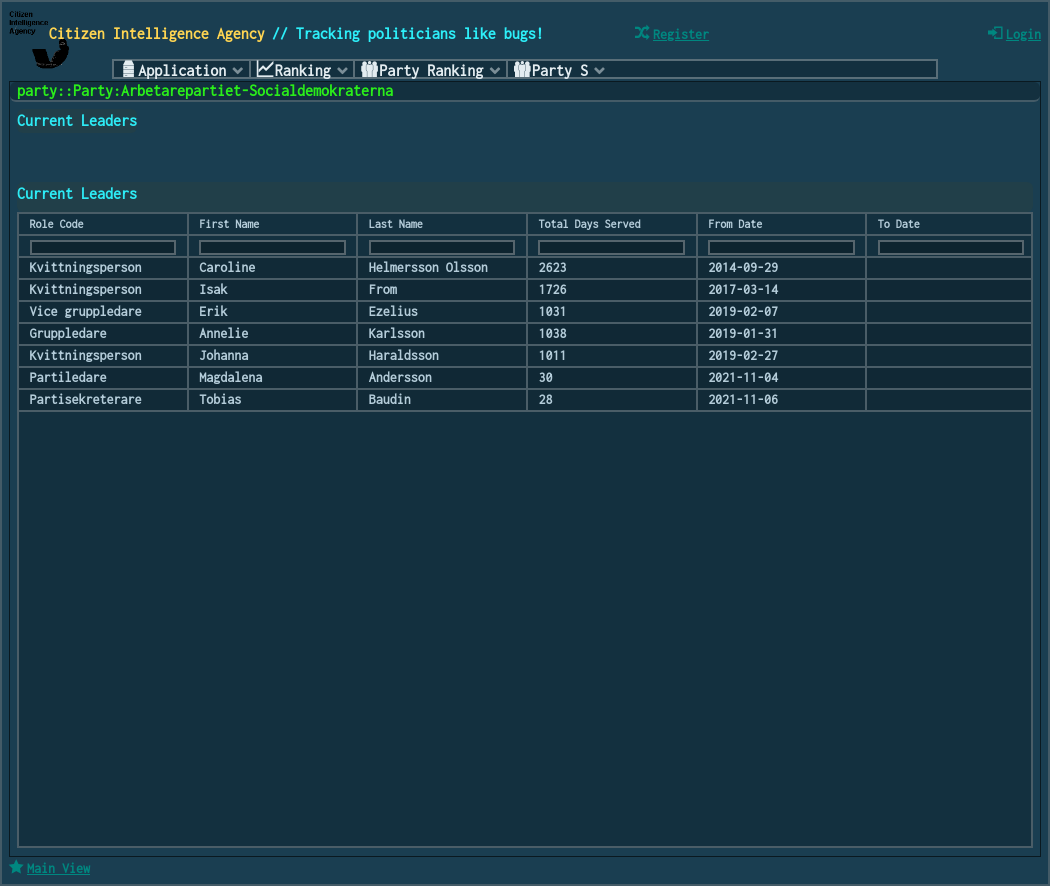 Citizen
Intelligence
Agency
Citizen Intelligence Agency // Tracking politicians like bugs!
Register
Login
Application
Ranking
Party Ranking
Party S
party::Party:Arbetarepartiet-Socialdemokraterna
Current Leaders
Current Leaders
Role Code First Name Last Name Total Days Served From Date To Date
Kvittningsperson Caroline Helmersson Olsson 2623 2014-09-29
Kvittningsperson Isak From 1726 2017-03-14
Vice gruppledare Erik Ezelius 1031 2019-02-07
Gruppledare Annelie Karlsson 1038 2019-01-31
Kvittningsperson Johanna Haraldsson 1011 2019-02-27
Partiledare Magdalena Andersson 30 2021-11-04
Partisekreterare Tobias Baudin 28 2021-11-06
Main View